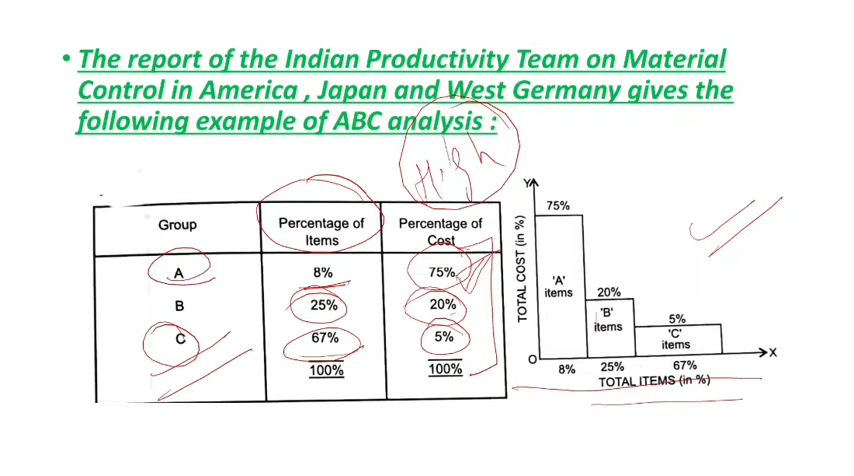 • The report of the Indian Productivity Team on Material
Control in America , Japan and West Germany gives the
following example of ABC analysis :
High
Group Percentage of Items Percentage of Cost
A 8% 75%
B 25% 20%
C 67% 5%
100% 100%
Y
75%
TOTAL COST (in %)
'A'
items
20%
'B'
items
5%
'C'
items
O
X
8% 25% 67%
TOTAL ITEMS (in %)